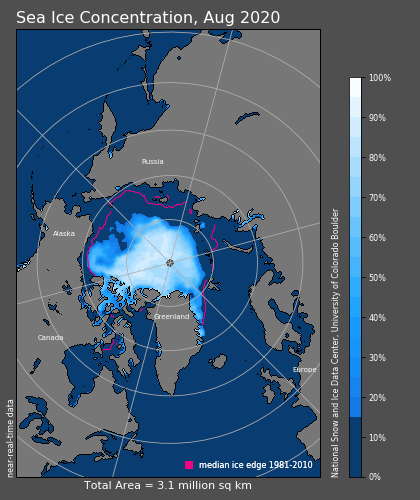 Sea Ice Concentration, Aug 2020
Russia
Alaska
Greenland
Canada
Europe
median ice edge 1981-2010
near-real-time data
Total Area = 3.1 million sq km
100%
90%
80%
70%
60%
50%
40%
30%
20%
10%
0%
National Snow and Ice Data Center, University of Colorado Boulder